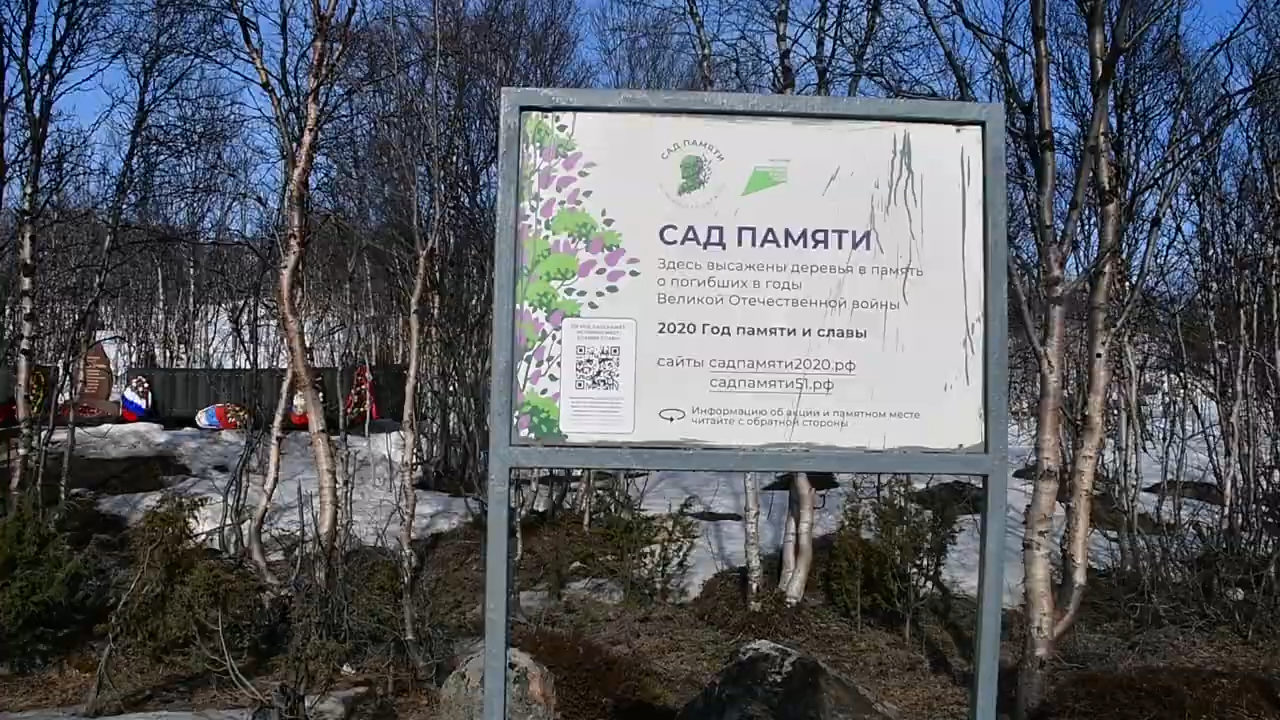 САД ПАМЯТИ
САД ПАМЯТИ
Здесь высажены деревья в память
о погибших в годы
Великой Отечественной войны
2020 Год памяти и славы
сайты садпамяти2020.рф
садпамяти51.рф
Информацию об акции и памятном месте
читайте с обратной стороны